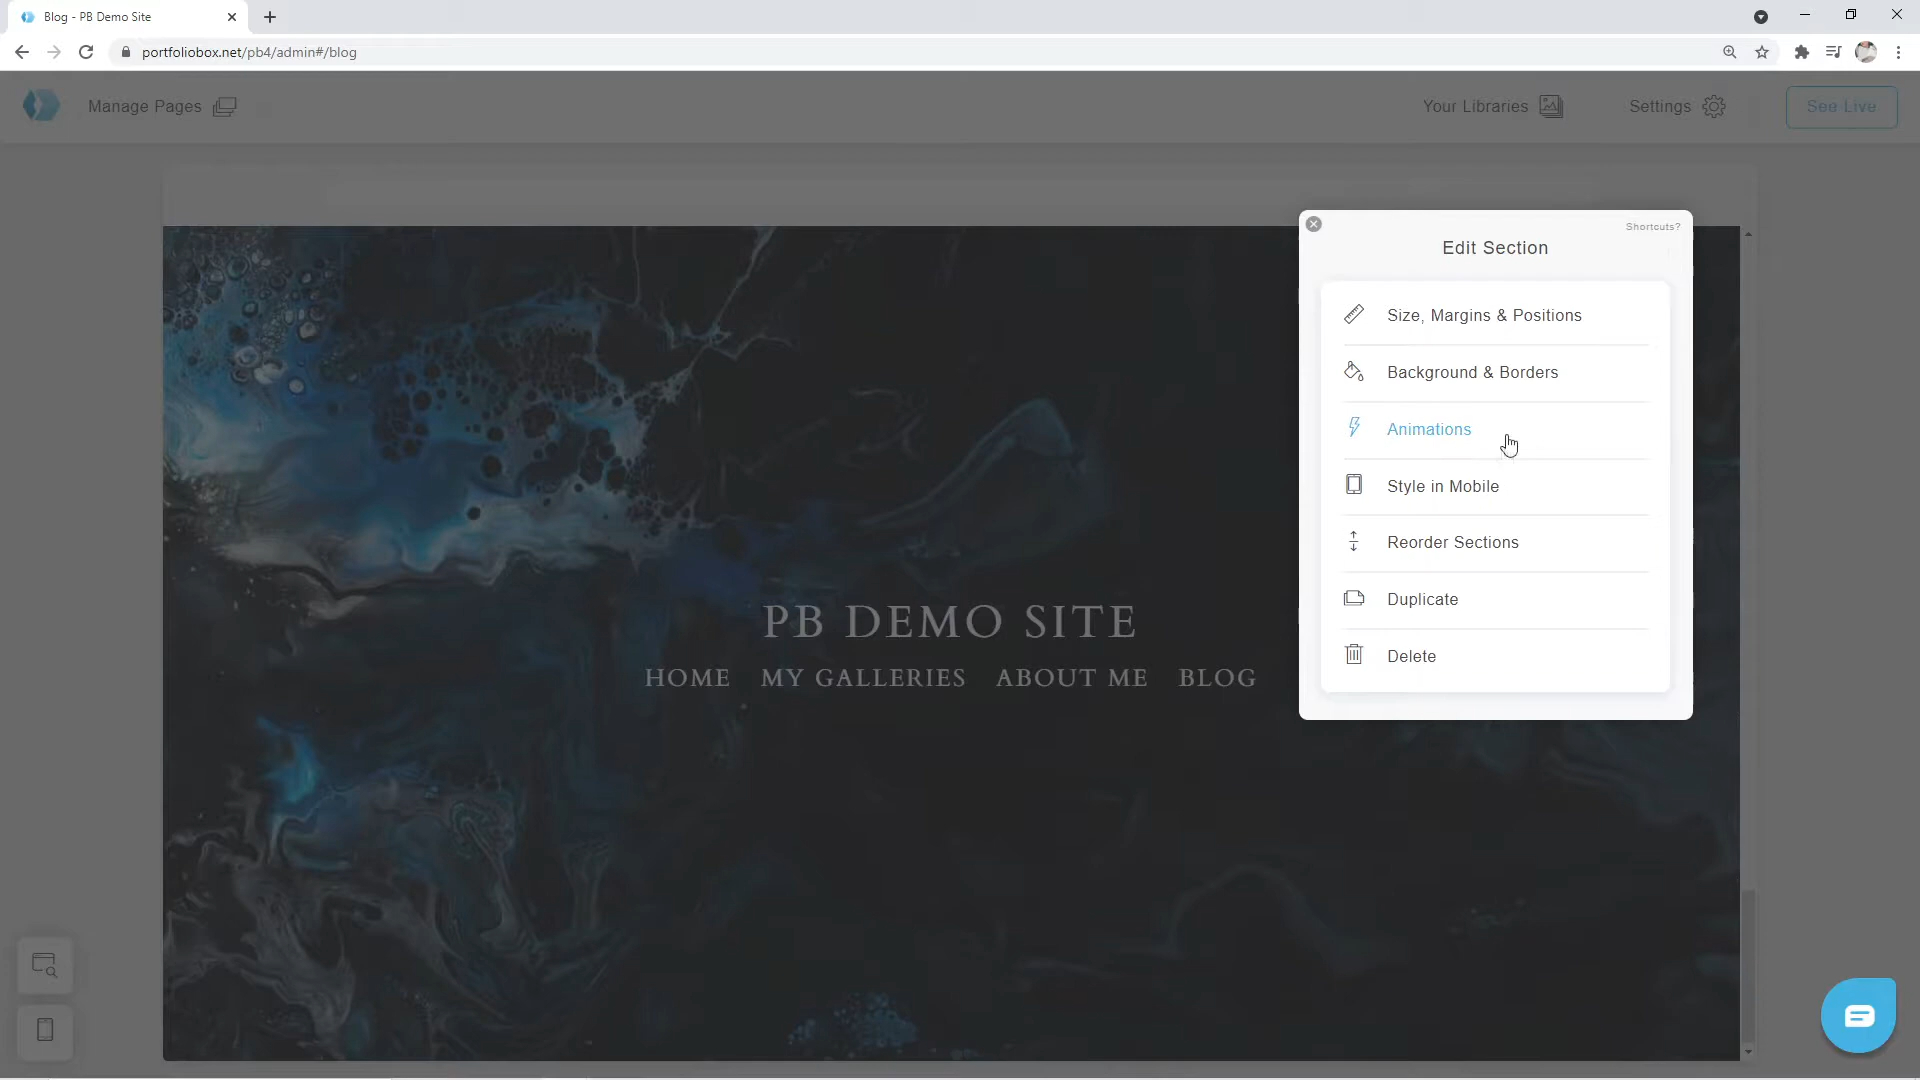 Blog - PB Demo Site
portfoliobox.net/pb4/admin#/blog
Manage Pages
Your Libraries
Settings
See Live
Shortcuts?
Edit Section
Size, Margins & Positions
Background & Borders
Animations
Style in Mobile
Reorder Sections
Duplicate
Delete
PB DEMO SITE
HOME MY GALLERIES ABOUT ME BLOG